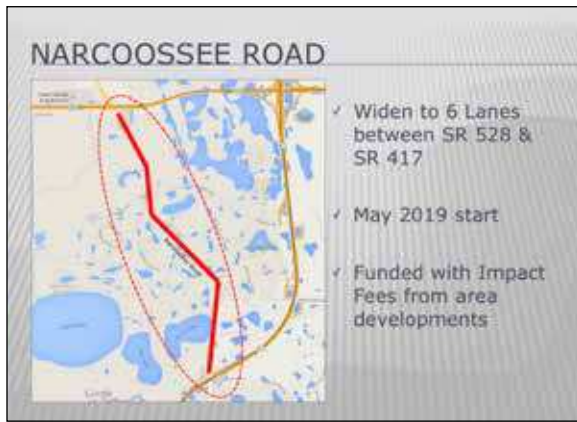 NARCOOSSEE ROAD
✓ Widen to 6 Lanes
between SR 528 &
SR 417
✓ May 2019 start
✓ Funded with Impact
Fees from area
developments